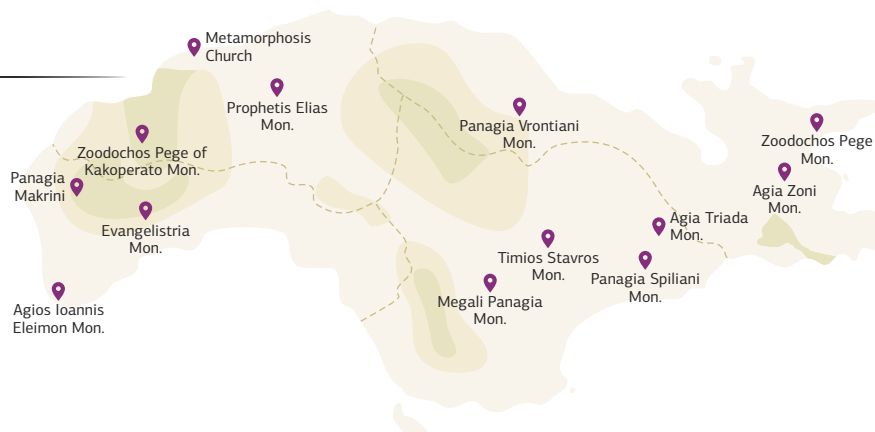 Metamorphosis
Church
Prophetis Elias
Mon.
Panagia Vrontiani
Mon.
Zoodochos Pege
Mon.
Zoodochos Pege of
Kakoperato Mon.
Panagia
Makrini
Agia Zoni
Mon.
Evangelistria
Mon.
Agia Triada
Mon.
Timios Stavros
Mon.
Panagia Spiliani
Mon.
Megali Panagia
Mon.
Agios Ioannis
Eleimon Mon.